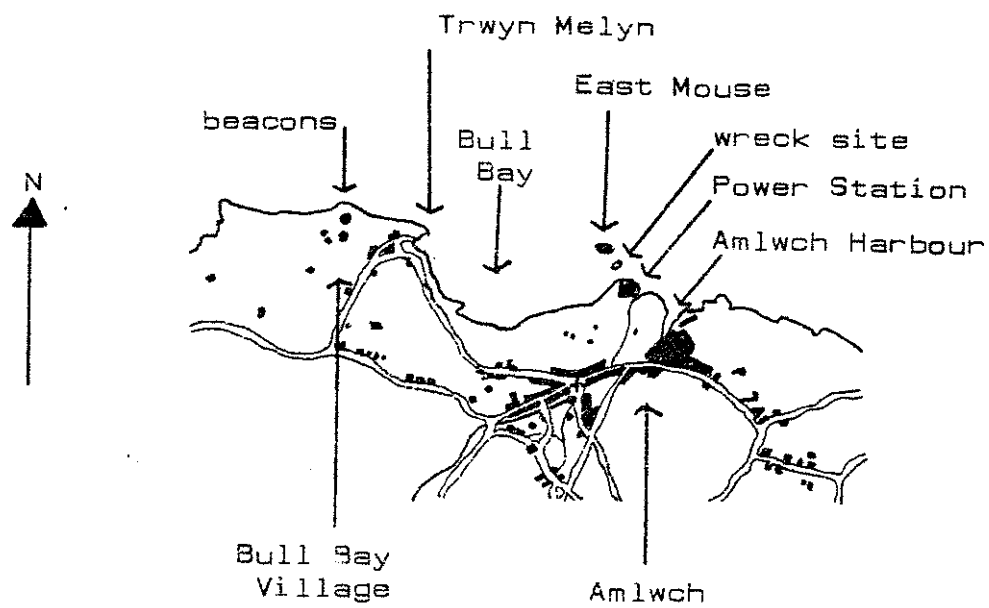 Trwyn Melyn
East Mouse
beacons
Bull
Bay
wreck site
Power Station
N
Amlwch Harbour
Bull Bay
Village
Amlwch